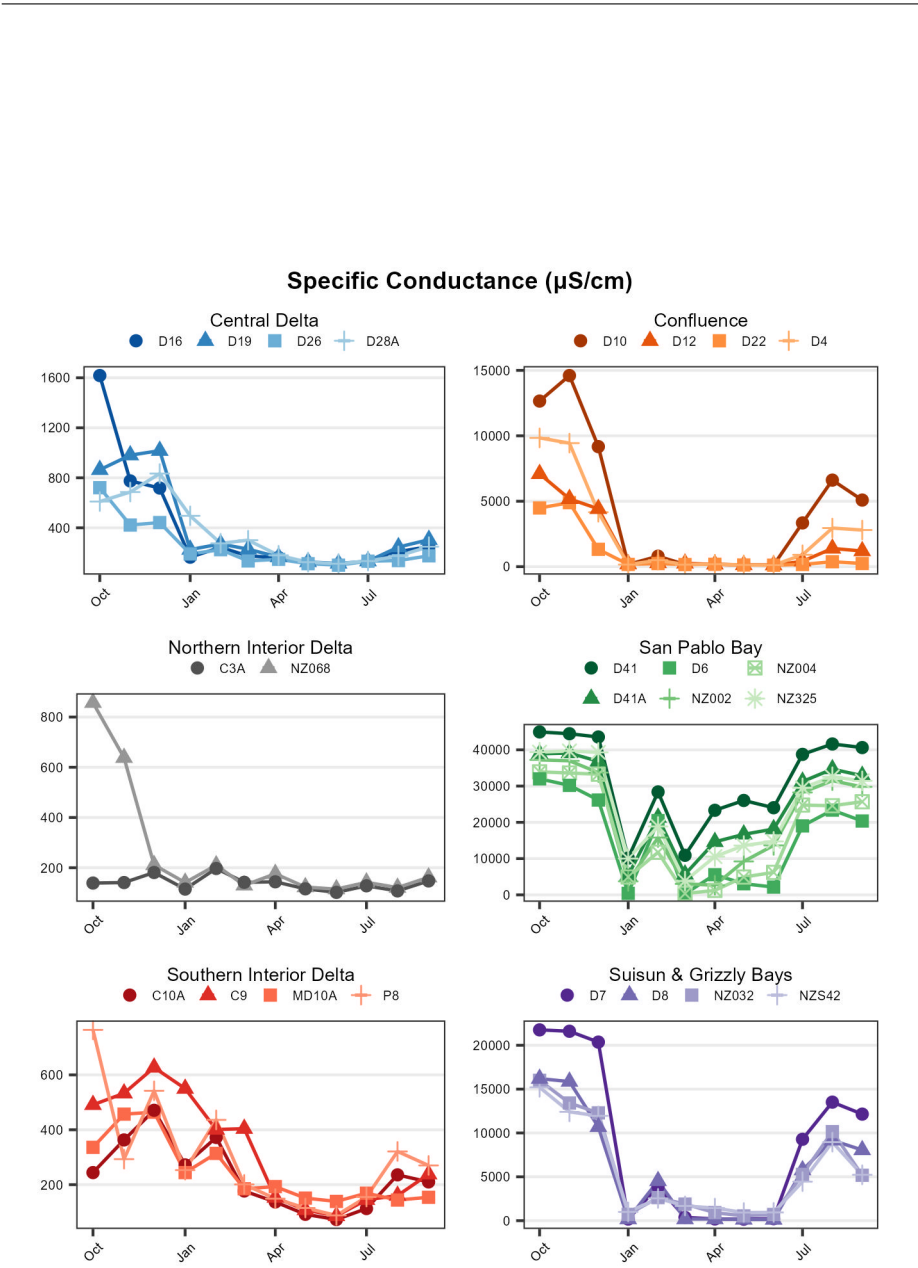 Specific Conductance (µS/cm)
Central Delta
D16 D19 D26 D28A
1600
1200
800
400
Oct Jan Apr Jul
Confluence
D10 D12 D22 D4
15000
10000
5000
0
Oct Jan Apr Jul
Northern Interior Delta
C3A NZ068
800
600
400
200
Oct Jan Apr Jul
San Pablo Bay
D41 D6 NZ004
D41A NZ002 NZ325
40000
30000
20000
10000
0
Oct Jan Apr Jul
Southern Interior Delta
C10A C9 MD10A P8
600
400
200
Oct Jan Apr Jul
Suisun & Grizzly Bays
D7 D8 NZ032 NZS42
20000
15000
10000
5000
0
Oct Jan Apr Jul